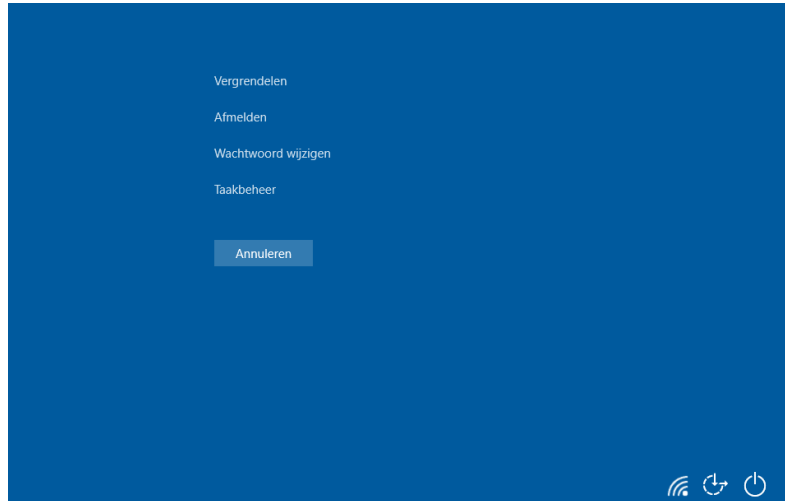 Vergrendelen
Afmelden
Wachtwoord wijzigen
Taakbeheer
Annuleren